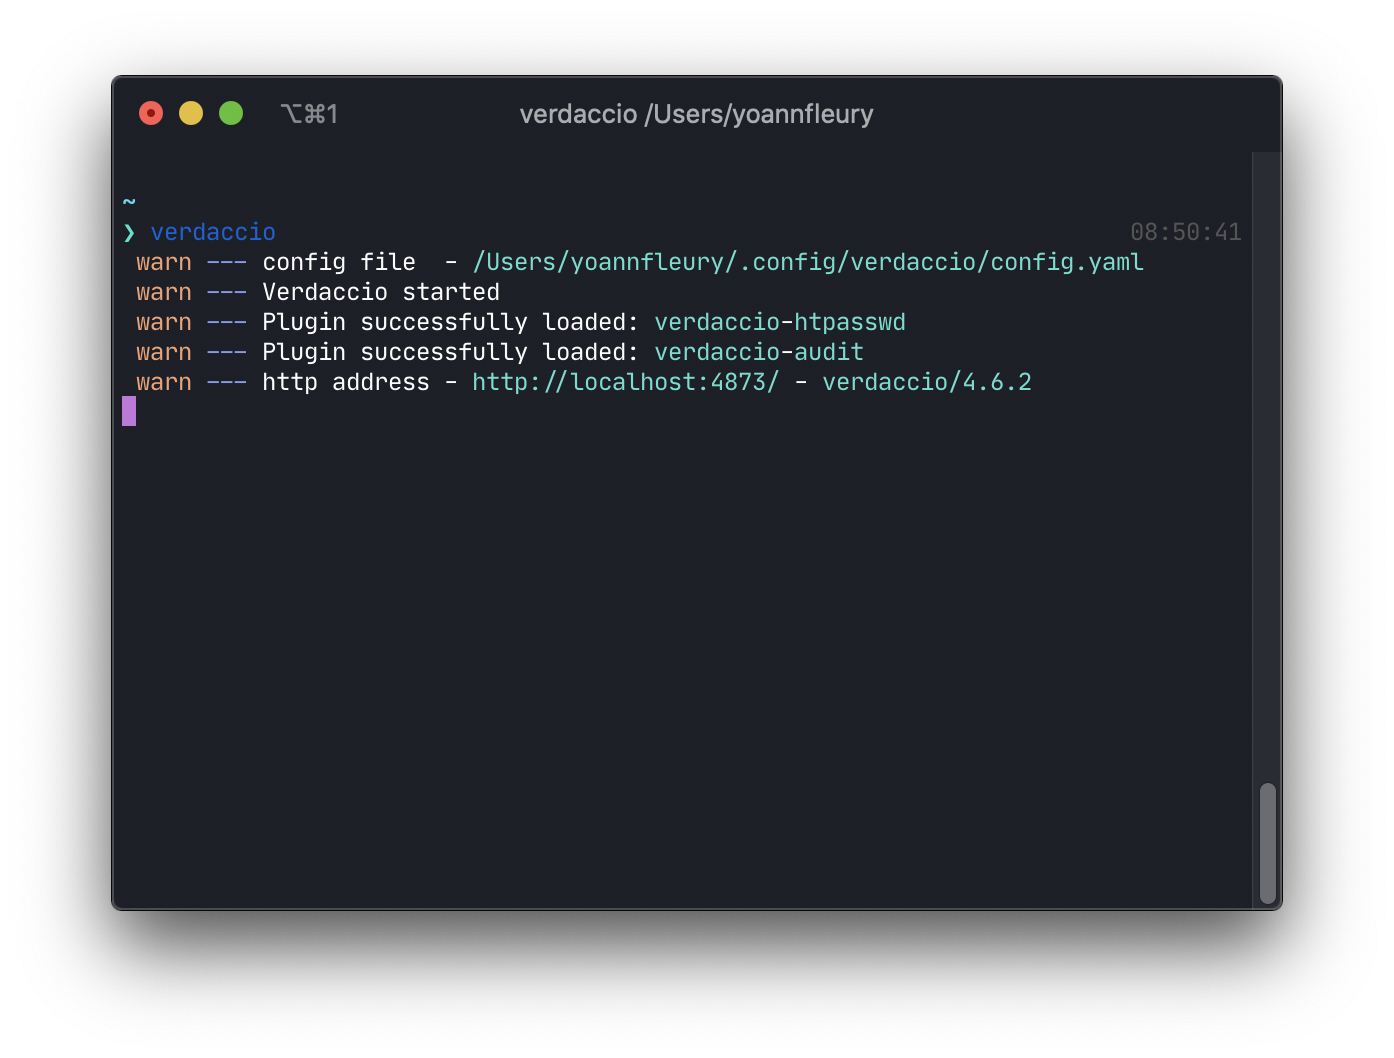 ⌥⌘1 verdaccio /Users/yoannfleury
~
❯ verdaccio 08:50:41
warn --- config file  - /Users/yoannfleury/.config/verdaccio/config.yaml
warn --- Verdaccio started
warn --- Plugin successfully loaded: verdaccio-htpasswd
warn --- Plugin successfully loaded: verdaccio-audit
warn --- http address - http://localhost:4873/ - verdaccio/4.6.2